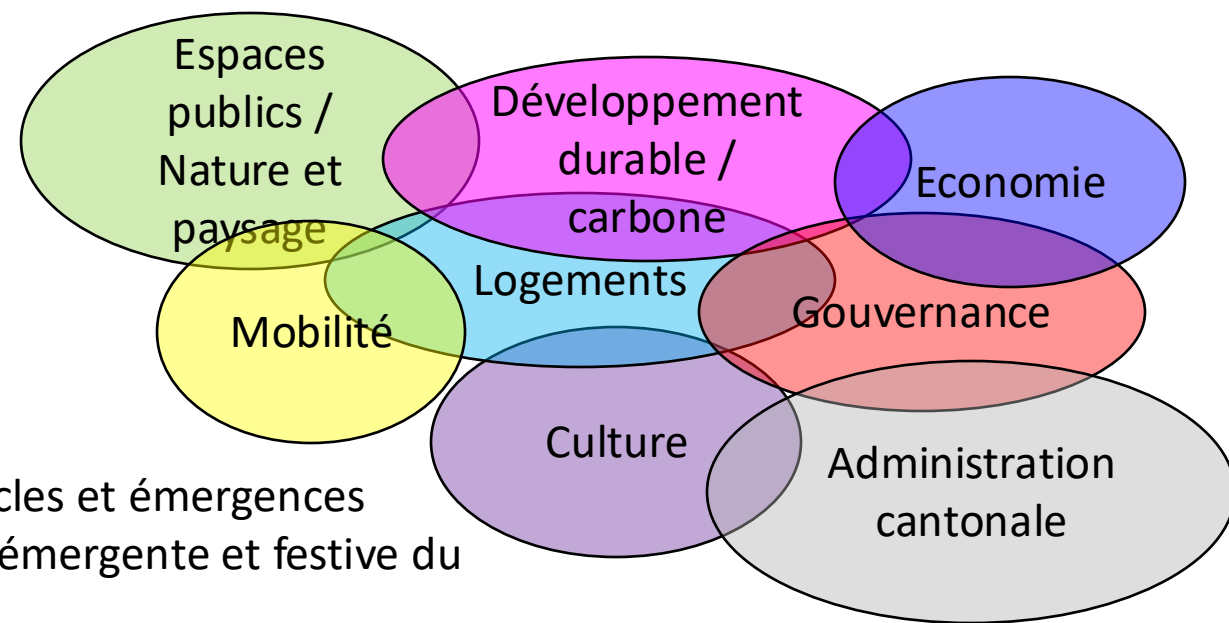 Espaces
publics /
Nature et
paysage
Développement
durable /
carbone
Economie
Logements
Gouvernance
Mobilité
Culture
Administration
cantonale
cles et émergences
émergente et festive du